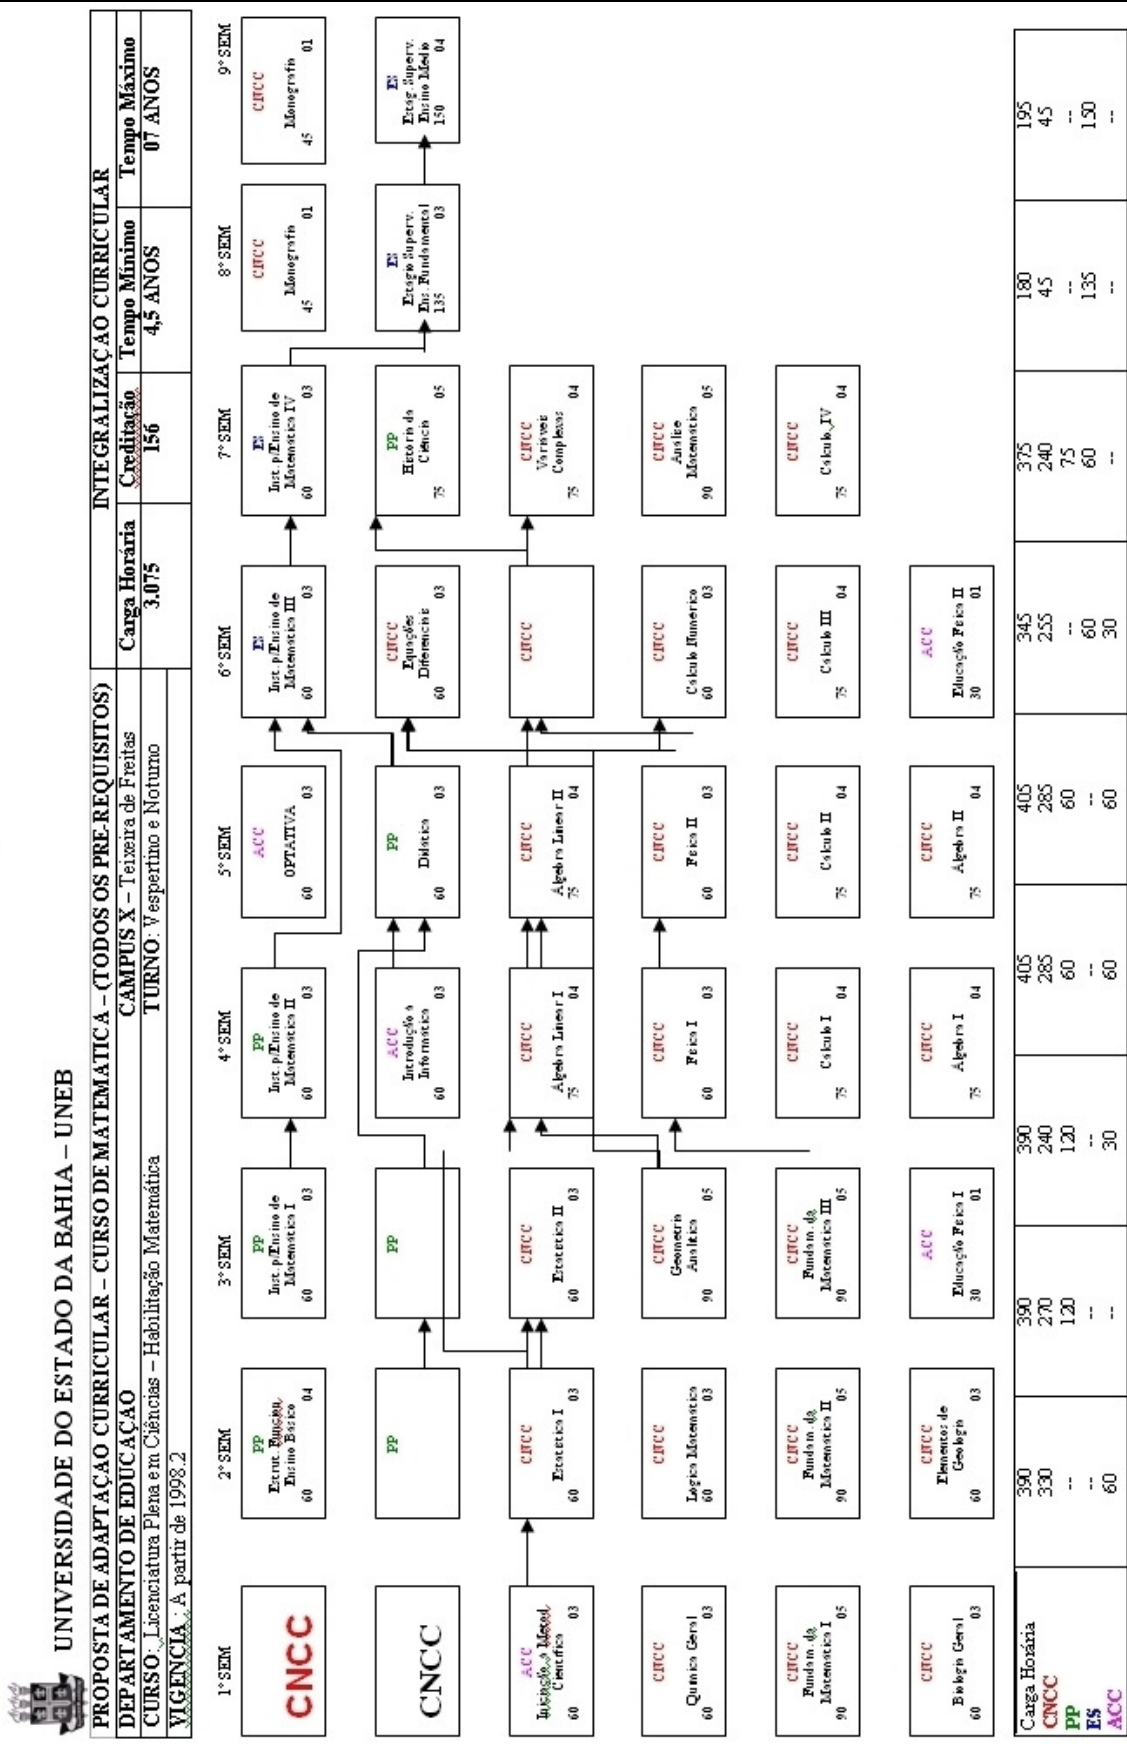 UNIVERSIDADE DO ESTADO DA BAHIA – UNEB
PROPOSTA DE ADAPTAÇAO CURRICULAR – CURSO DE MATEMATICA – (TODOS OS PRE-REQUISITOS)
INTEGRALIZAÇAO CURRICULAR
DEPARTAMENTO DE EDUCAÇAO
CAMPUS X – Teixeira de Freitas
Carga Horária
Creditação
Tempo Mínimo
Tempo Máximo
CURSO: Licenciatura Plena em Ciências – Habilitação Matemática
TURNO: Vespertino e Noturno
3.075
156
4,5 ANOS
07 ANOS
VIGENCIA : A partir de 1998.2
1º SEM
2º SEM
3º SEM
4º SEM
5º SEM
6º SEM
7º SEM
8º SEM
9º SEM
CNCC
PP
Estrut. Funcion.
Ensino Básico
60 04
PP
Inst. p/Ensino de
Matemática I
60 03
PP
Inst. p/Ensino de
Matemática II
60 03
ACC
OPTATIVA
60 03
ES
Inst. p/Ensino de
Matemática III
60 03
ES
Inst. p/Ensino de
Matemática IV
60 03
CNCC
Monografia
45 01
CNCC
Monografia
45 01
CNCC
PP
PP
ACC
Introdução a
Informática
60 03
PP
Didática
60 03
CNCC
Equações
Diferenciais
60 03
PP
História da
Ciência
75 05
ES
Estágio Superv.
Ens. Fundamental
135 03
ES
Estág. Superv.
Ensino Médio
150 04
ACC
Iniciação a Metod.
Científica
60 03
CNCC
Estatística I
60 03
CNCC
Estatística II
60 03
CNCC
Álgebra Linear I
75 04
CNCC
Álgebra Linear II
75 04
CNCC
CNCC
Variáveis
Complexas
75 04
CNCC
Química Geral
60 03
CNCC
Lógica Matemática
60 03
CNCC
Geometria
Analítica
90 05
CNCC
Física I
60 03
CNCC
Física II
60 03
CNCC
Cálculo Numérico
60 03
CNCC
Análise
Matemática
90 05
CNCC
Fundam. da
Matemática I
90 05
CNCC
Fundam. da
Matemática II
90 05
CNCC
Fundam. da
Matemática III
90 05
CNCC
Cálculo I
75 04
CNCC
Cálculo II
75 04
CNCC
Cálculo III
75 04
CNCC
Cálculo IV
75 04
CNCC
Biologia Geral
60 03
CNCC
Elementos de
Geologia
60 03
ACC
Educação Física I
30 01
CNCC
Álgebra I
75 04
CNCC
Álgebra II
75 04
ACC
Educação Física II
30 01
Carga Horária 390 390 390 405 405 345 375 180 195
CNCC 330 270 240 285 285 255 240 45 45
PP -- 120 120 60 60 -- 75 -- --
ES -- -- -- -- -- 60 60 135 150
ACC 60 -- 30 60 60 30 -- -- --